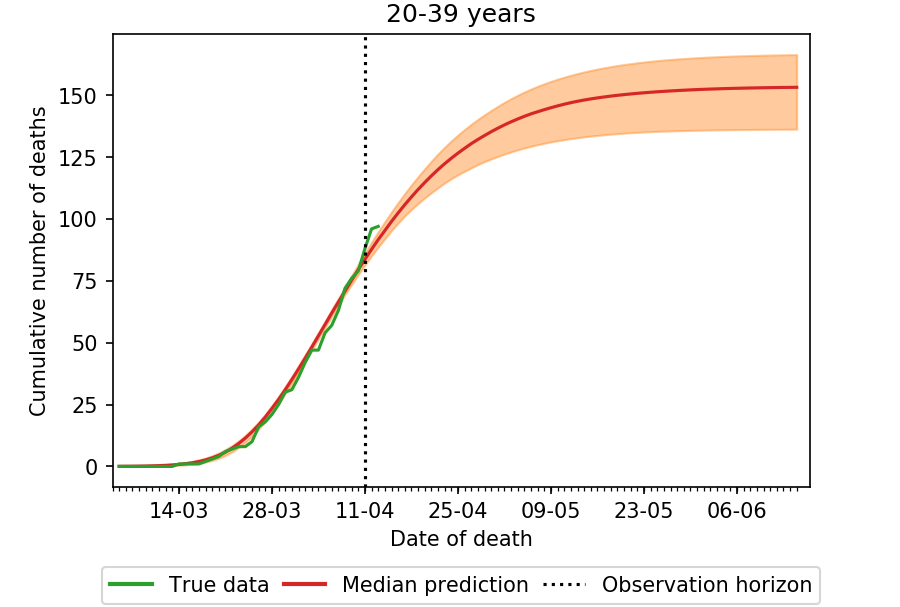 20-39 years
Cumulative number of deaths
150
125
100
75
50
25
0
14-03 28-03 11-04 25-04 09-05 23-05 06-06
Date of death
True data Median prediction Observation horizon